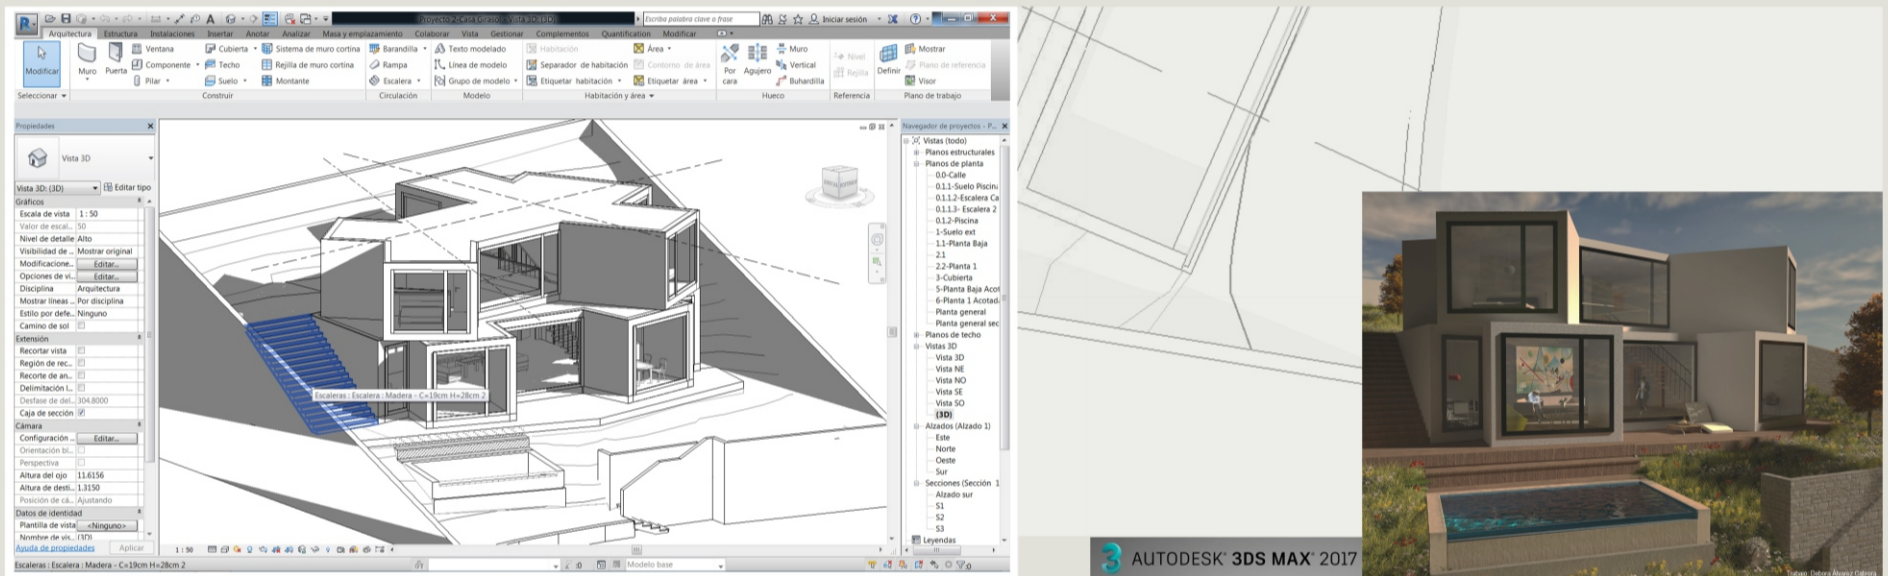 Proyecto 2-Casa Girasol - Vista 3D: {3D}
Escriba palabra clave o frase
Iniciar sesión
Arquitectura Estructura Instalaciones Insertar Anotar Analizar Masa y emplazamiento Colaborar Vista Gestionar Complementos Quantification Modificar
Modificar
Muro
Puerta
Ventana
Componente
Pilar
Cubierta
Techo
Suelo
Sistema de muro cortina
Rejilla de muro cortina
Montante
Barandilla
Rampa
Escalera
Texto modelado
Línea de modelo
Grupo de modelo
Habitación
Separador de habitación
Etiquetar habitación
Área
Contorno de área
Etiquetar área
Por cara
Agujero
Muro
Vertical
Buhardilla
Nivel
Rejilla
Definir
Mostrar
Plano de referencia
Visor
Seleccionar
Construir
Circulación
Modelo
Habitación y área
Hueco
Referencia
Plano de trabajo
Propiedades
Vista 3D
Vista 3D: {3D}
Editar tipo
Gráficos
Escala de vista 1 : 50
Valor de escal... 50
Nivel de detalle Alto
Visibilidad de ... Mostrar original
Modificacione... Editar...
Opciones de vi... Editar...
Disciplina Arquitectura
Mostrar líneas ... Por disciplina
Estilo por defe... Ninguno
Camino de sol
Extensión
Recortar vista
Región de rec...
Recorte de an...
Delimitación l...
Desfase de del... 304.8000
Caja de sección
Cámara
Configuración ... Editar...
Orientación bl...
Perspectiva
Altura del ojo 11.6156
Altura de desti... 1.3150
Posición de cá... Ajustando
Datos de identidad
Plantilla de vista <Ninguno>
Nombre de vis... {3D}
Ayuda de propiedades
Aplicar
Escaleras : Escalera : Madera - C=19cm H=28cm 2
1 : 50
Navegador de proyectos - P...
Vistas (todo)
Planos estructurales
Planos de planta
0.0-Calle
0.1.1-Suelo Piscina
0.1.1.2-Escalera Ca
0.1.1.3- Escalera 2
0.1.2-Piscina
1-Suelo ext
1.1-Planta Baja
2.1
2.2-Planta 1
3-Cubierta
5-Planta Baja Acot
6-Planta 1 Acotad
Planta general
Planta general sec
Planos de techo
Vistas 3D
Vista 3D
Vista NE
Vista NO
Vista SE
Vista SO
{3D}
Alzados (Alzado 1)
Este
Norte
Oeste
Sur
Secciones (Sección 1
Alzado sur
S1
S2
S3
Leyendas
Escaleras : Escalera : Madera - C=19cm H=28cm 2
:0
Modelo base
:0
3 AUTODESK® 3DS MAX® 2017
Trabajo: Debora Álvarez Cabrera